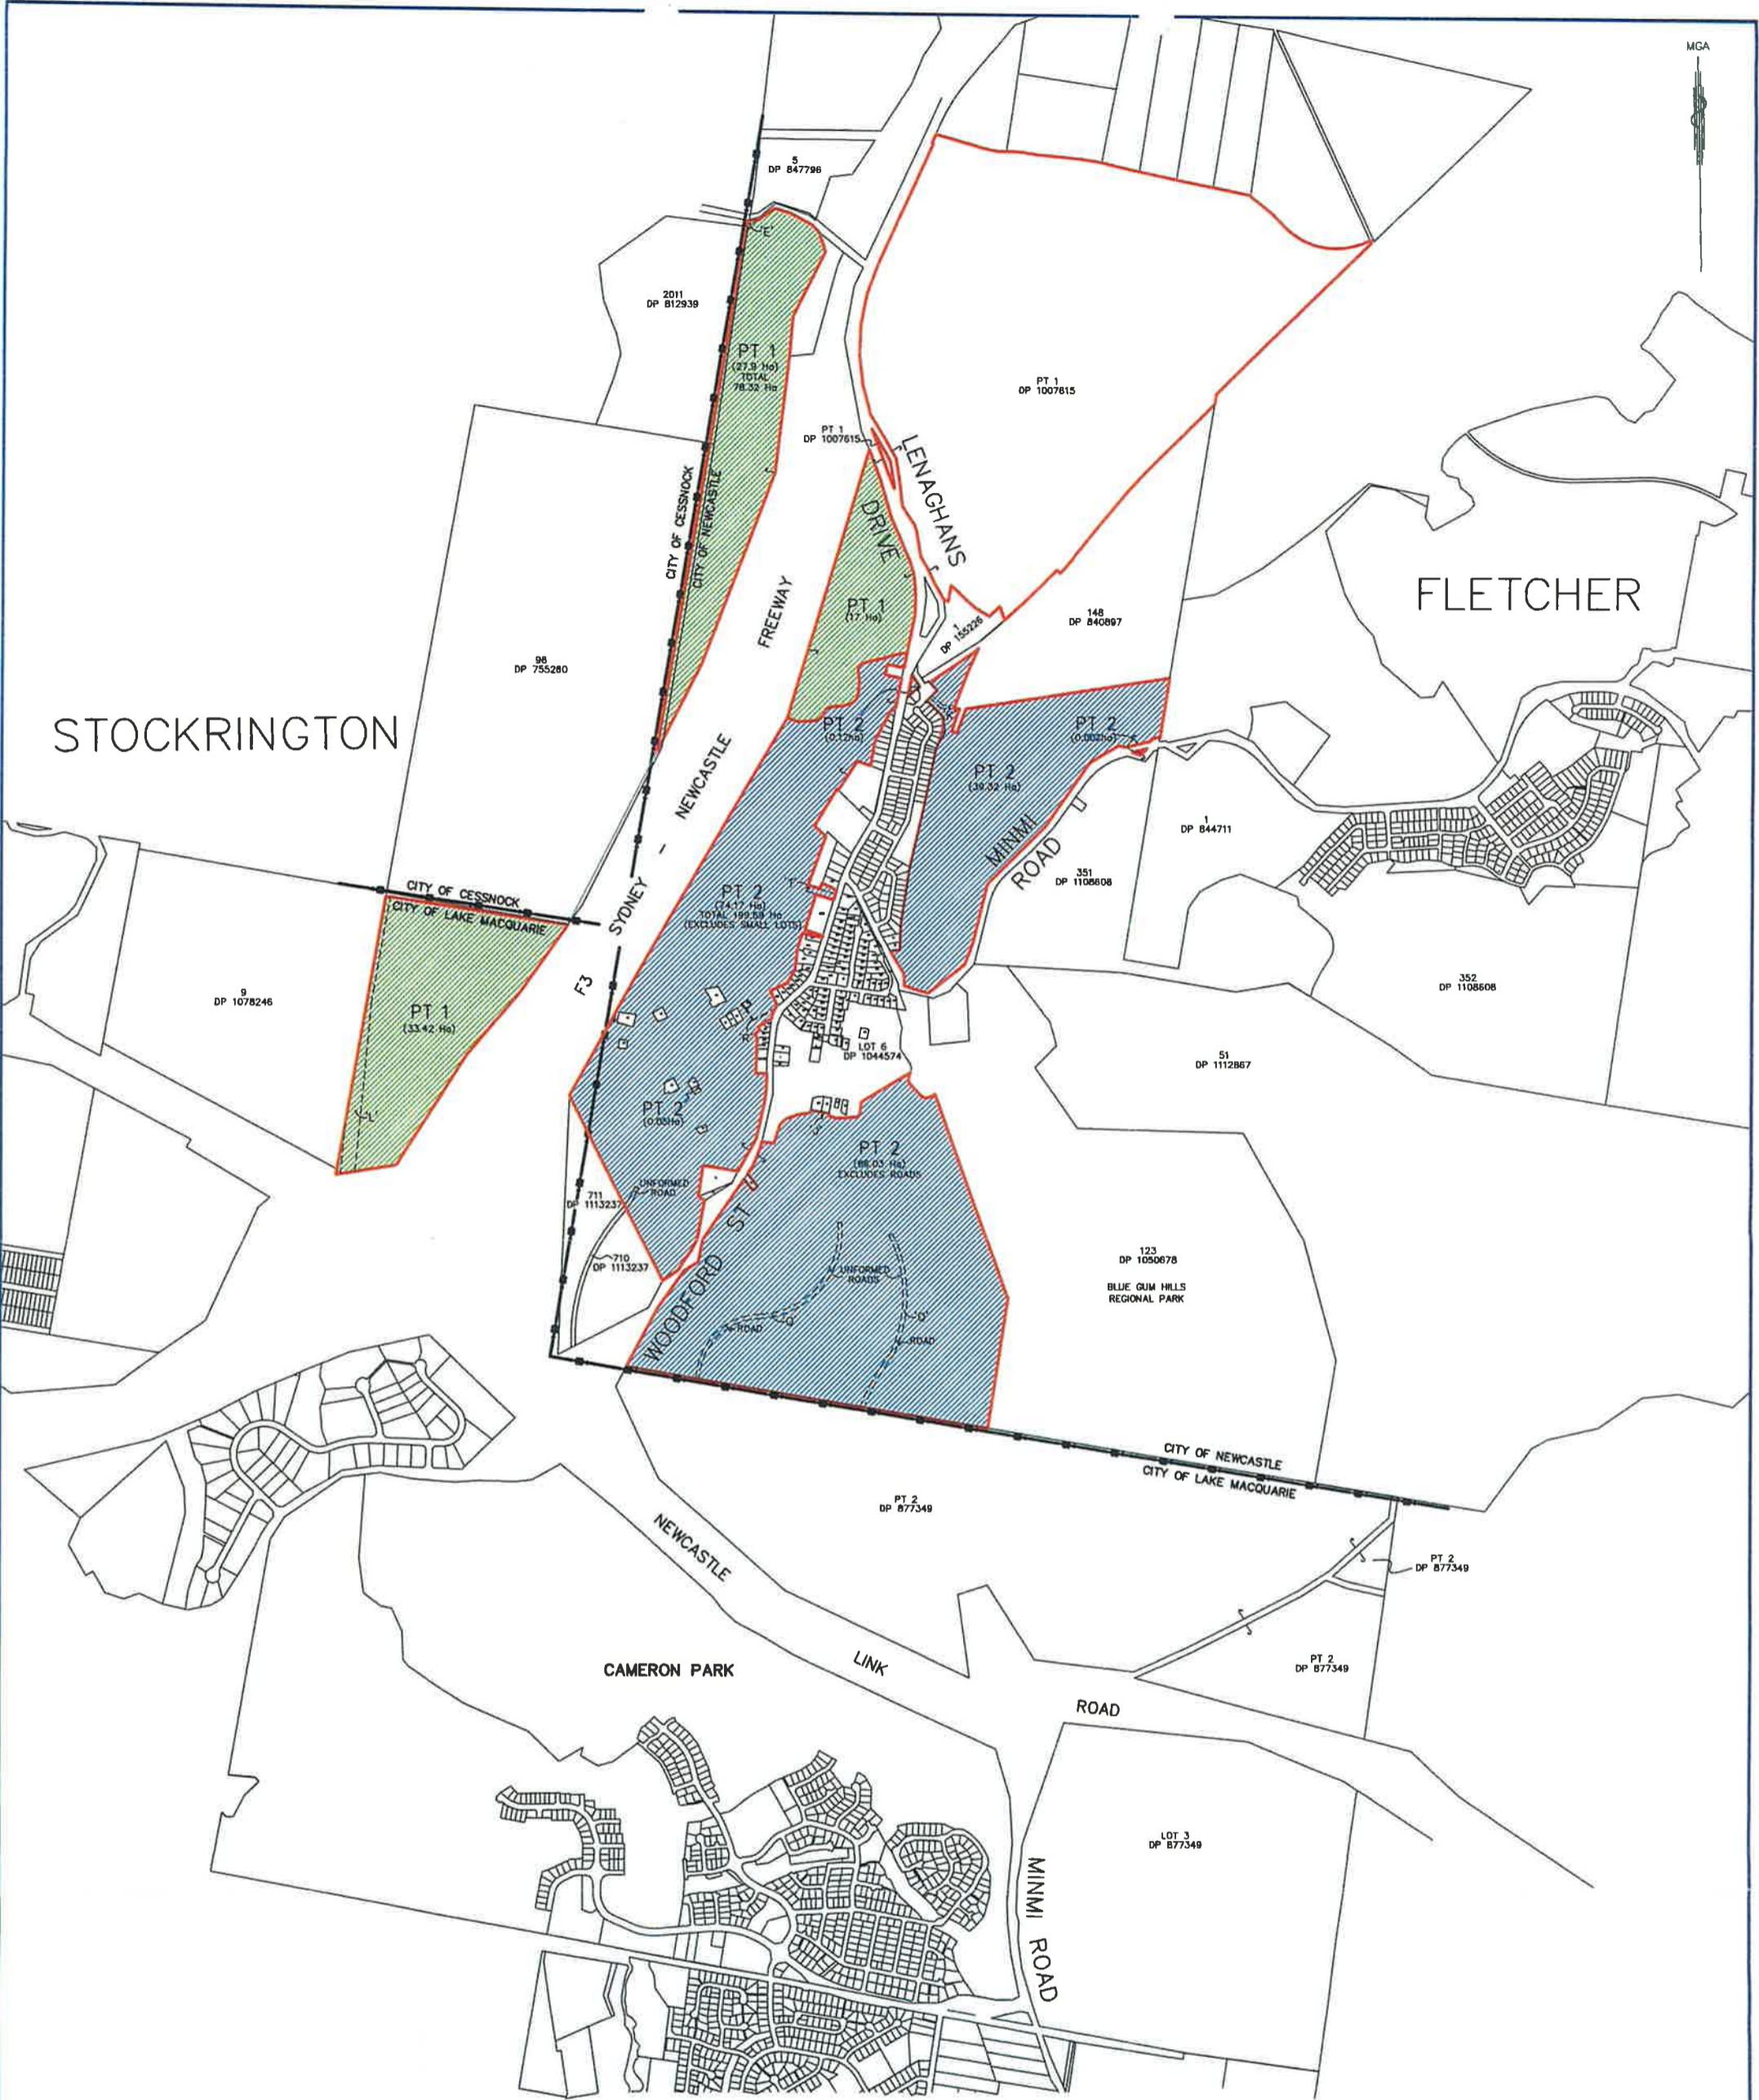 MGA
5
DP 847796
'E'
2011
DP 812939
PT 1
(27.9 Ha)
TOTAL
78.32 Ha
PT 1
DP 1007615
PT 1
DP 1007615
LENAGHANS
DRIVE
CITY OF CESSNOCK
CITY OF NEWCASTLE
FREEWAY
PT 1
(17 Ha)
1
DP 155226
148
DP 840897
FLETCHER
98
DP 755280
STOCKRINGTON
PT 2
(0.12ha)
PT 2
(0.002ha)
PT 2
(39.32 Ha)
NEWCASTLE
-
SYDNEY
F3
MINMI
ROAD
1
DP 844711
351
DP 1108608
CITY OF CESSNOCK
CITY OF LAKE MACQUARIE
PT 2
(74.17 Ha)
TOTAL 199.59 Ha
(EXCLUDES SMALL LOTS)
352
DP 1108608
9
DP 1078246
PT 1
(33.42 Ha)
'L'
LOT 6
DP 1044574
51
DP 1112867
PT 2
(0.05Ha)
PT 2
(86.03 Ha)
EXCLUDES ROADS
UNFORMED
ROAD
711
DP 1113237
710
DP 1113237
WOODFORD ST
UNFORMED
ROADS
ROAD
'Q'
'Q'
ROAD
123
DP 1050678
BLUE GUM HILLS
REGIONAL PARK
CITY OF NEWCASTLE
CITY OF LAKE MACQUARIE
PT 2
DP 877349
PT 2
DP 877349
NEWCASTLE
LINK
ROAD
CAMERON PARK
PT 2
DP 877349
LOT 3
DP 877349
MINMI ROAD